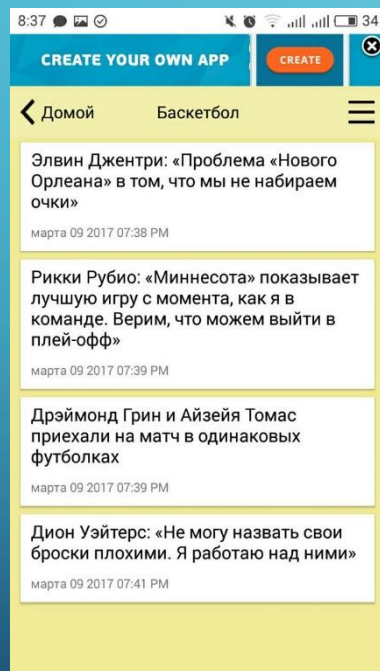 8:37
34
CREATE YOUR OWN APP
CREATE
Домой
Баскетбол
Элвин Джентри: «Проблема «Нового
Орлеана» в том, что мы не набираем
очки»
марта 09 2017 07:38 PM
Рикки Рубио: «Миннесота» показывает
лучшую игру с момента, как я в
команде. Верим, что можем выйти в
плей-офф»
марта 09 2017 07:39 PM
Дрэймонд Грин и Айзейя Томас
приехали на матч в одинаковых
футболках
марта 09 2017 07:39 PM
Дион Уэйтерс: «Не могу назвать свои
броски плохими. Я работаю над ними»
марта 09 2017 07:41 PM